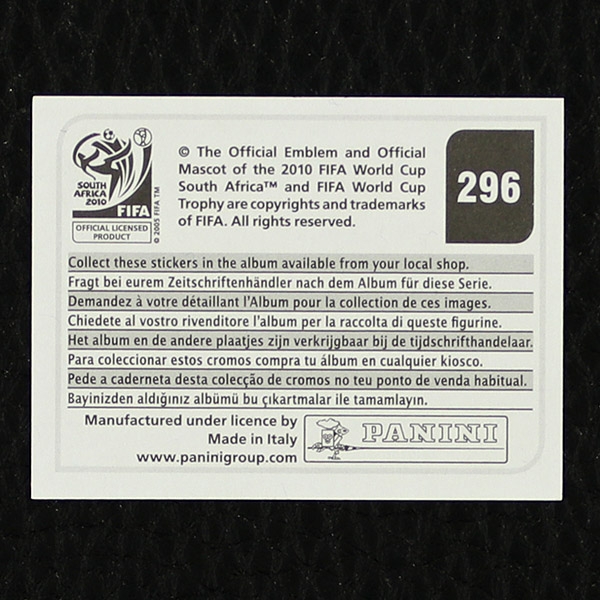 SOUTH
AFRICA
2010
FIFA
OFFICIAL LICENSED
PRODUCT
© 2005 FIFA TM
© The Official Emblem and Official
Mascot of the 2010 FIFA World Cup
South Africa™ and FIFA World Cup
Trophy are copyrights and trademarks
of FIFA. All rights reserved.
296
Collect these stickers in the album available from your local shop.
Fragt bei eurem Zeitschriftenhändler nach dem Album für diese Serie.
Demandez à votre détaillant l'Album pour la collection de ces images.
Chiedete al vostro rivenditore l'album per la raccolta di queste figurine.
Het album en de andere plaatjes zijn verkrijgbaar bij de tijdschrifthandelaar.
Para coleccionar estos cromos compra tu álbum en cualquier kiosco.
Pede a caderneta desta colecção de cromos no teu ponto de venda habitual.
Bayinizden aldığınız albümü bu çıkartmalar ile tamamlayın.
Manufactured under licence by
Made in Italy
www.paninigroup.com
PANINI